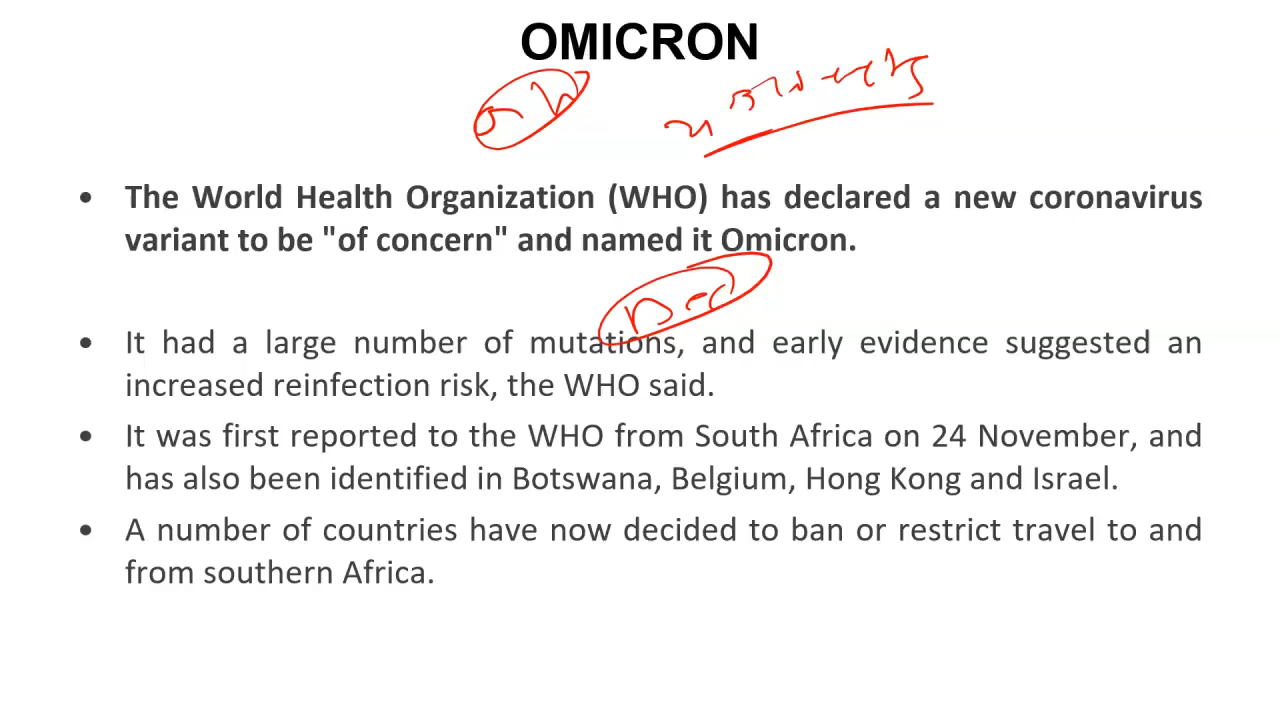 OMICRON
• The World Health Organization (WHO) has declared a new coronavirus
variant to be "of concern" and named it Omicron.
• It had a large number of mutations, and early evidence suggested an
increased reinfection risk, the WHO said.
• It was first reported to the WHO from South Africa on 24 November, and
has also been identified in Botswana, Belgium, Hong Kong and Israel.
• A number of countries have now decided to ban or restrict travel to and
from southern Africa.